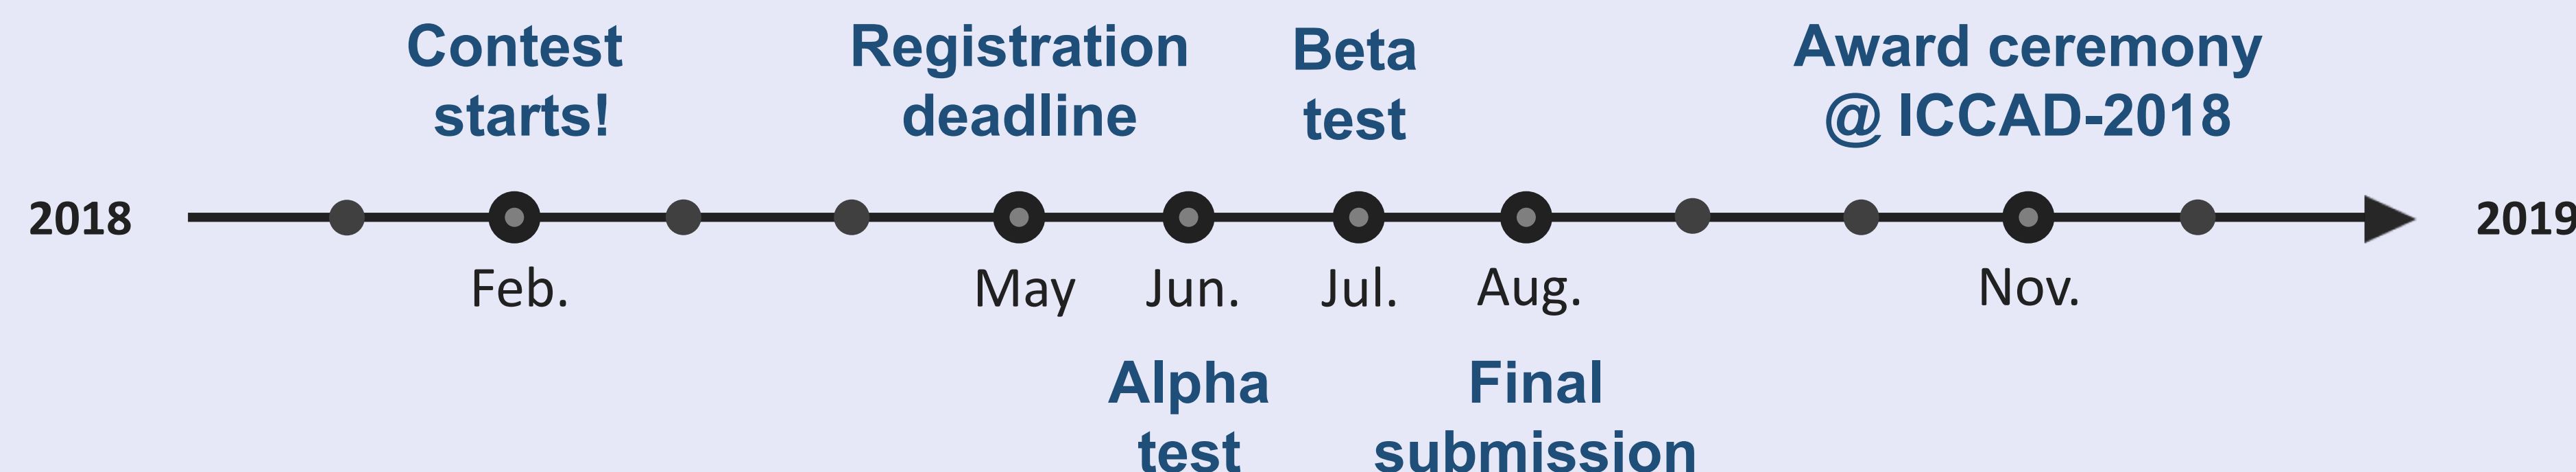 Contest
starts!
Registration
deadline
Beta
test
Award ceremony
@ ICCAD-2018
2018
2019
Feb.
May
Jun.
Jul.
Aug.
Nov.
Alpha
test
Final
submission